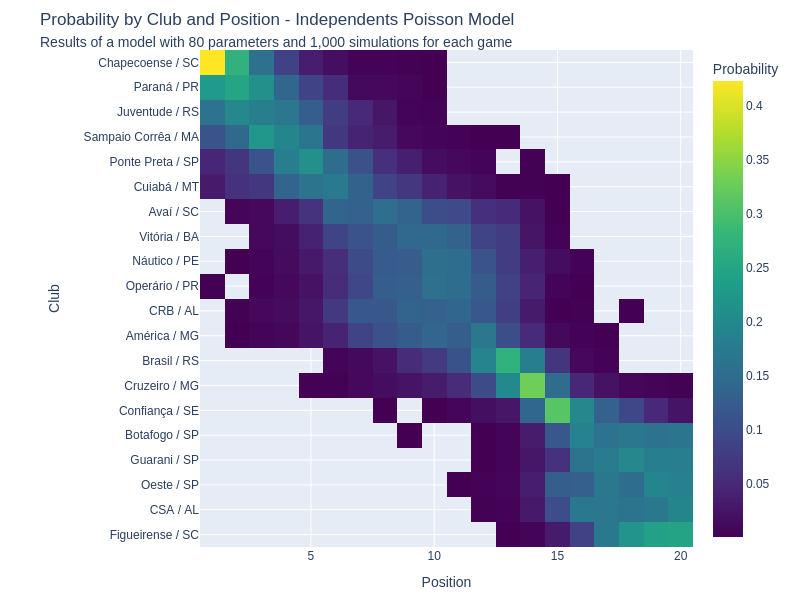 Probability by Club and Position - Independents Poisson Model
Results of a model with 80 parameters and 1,000 simulations for each game
Probability
Chapecoense / SC
Paraná / PR
Juventude / RS
Sampaio Corrêa / MA
Ponte Preta / SP
Cuiabá / MT
Avaí / SC
Vitória / BA
Náutico / PE
Operário / PR
CRB / AL
América / MG
Brasil / RS
Cruzeiro / MG
Confiança / SE
Botafogo / SP
Guarani / SP
Oeste / SP
CSA / AL
Figueirense / SC
Club
5
10
15
20
Position
0.4
0.35
0.3
0.25
0.2
0.15
0.1
0.05